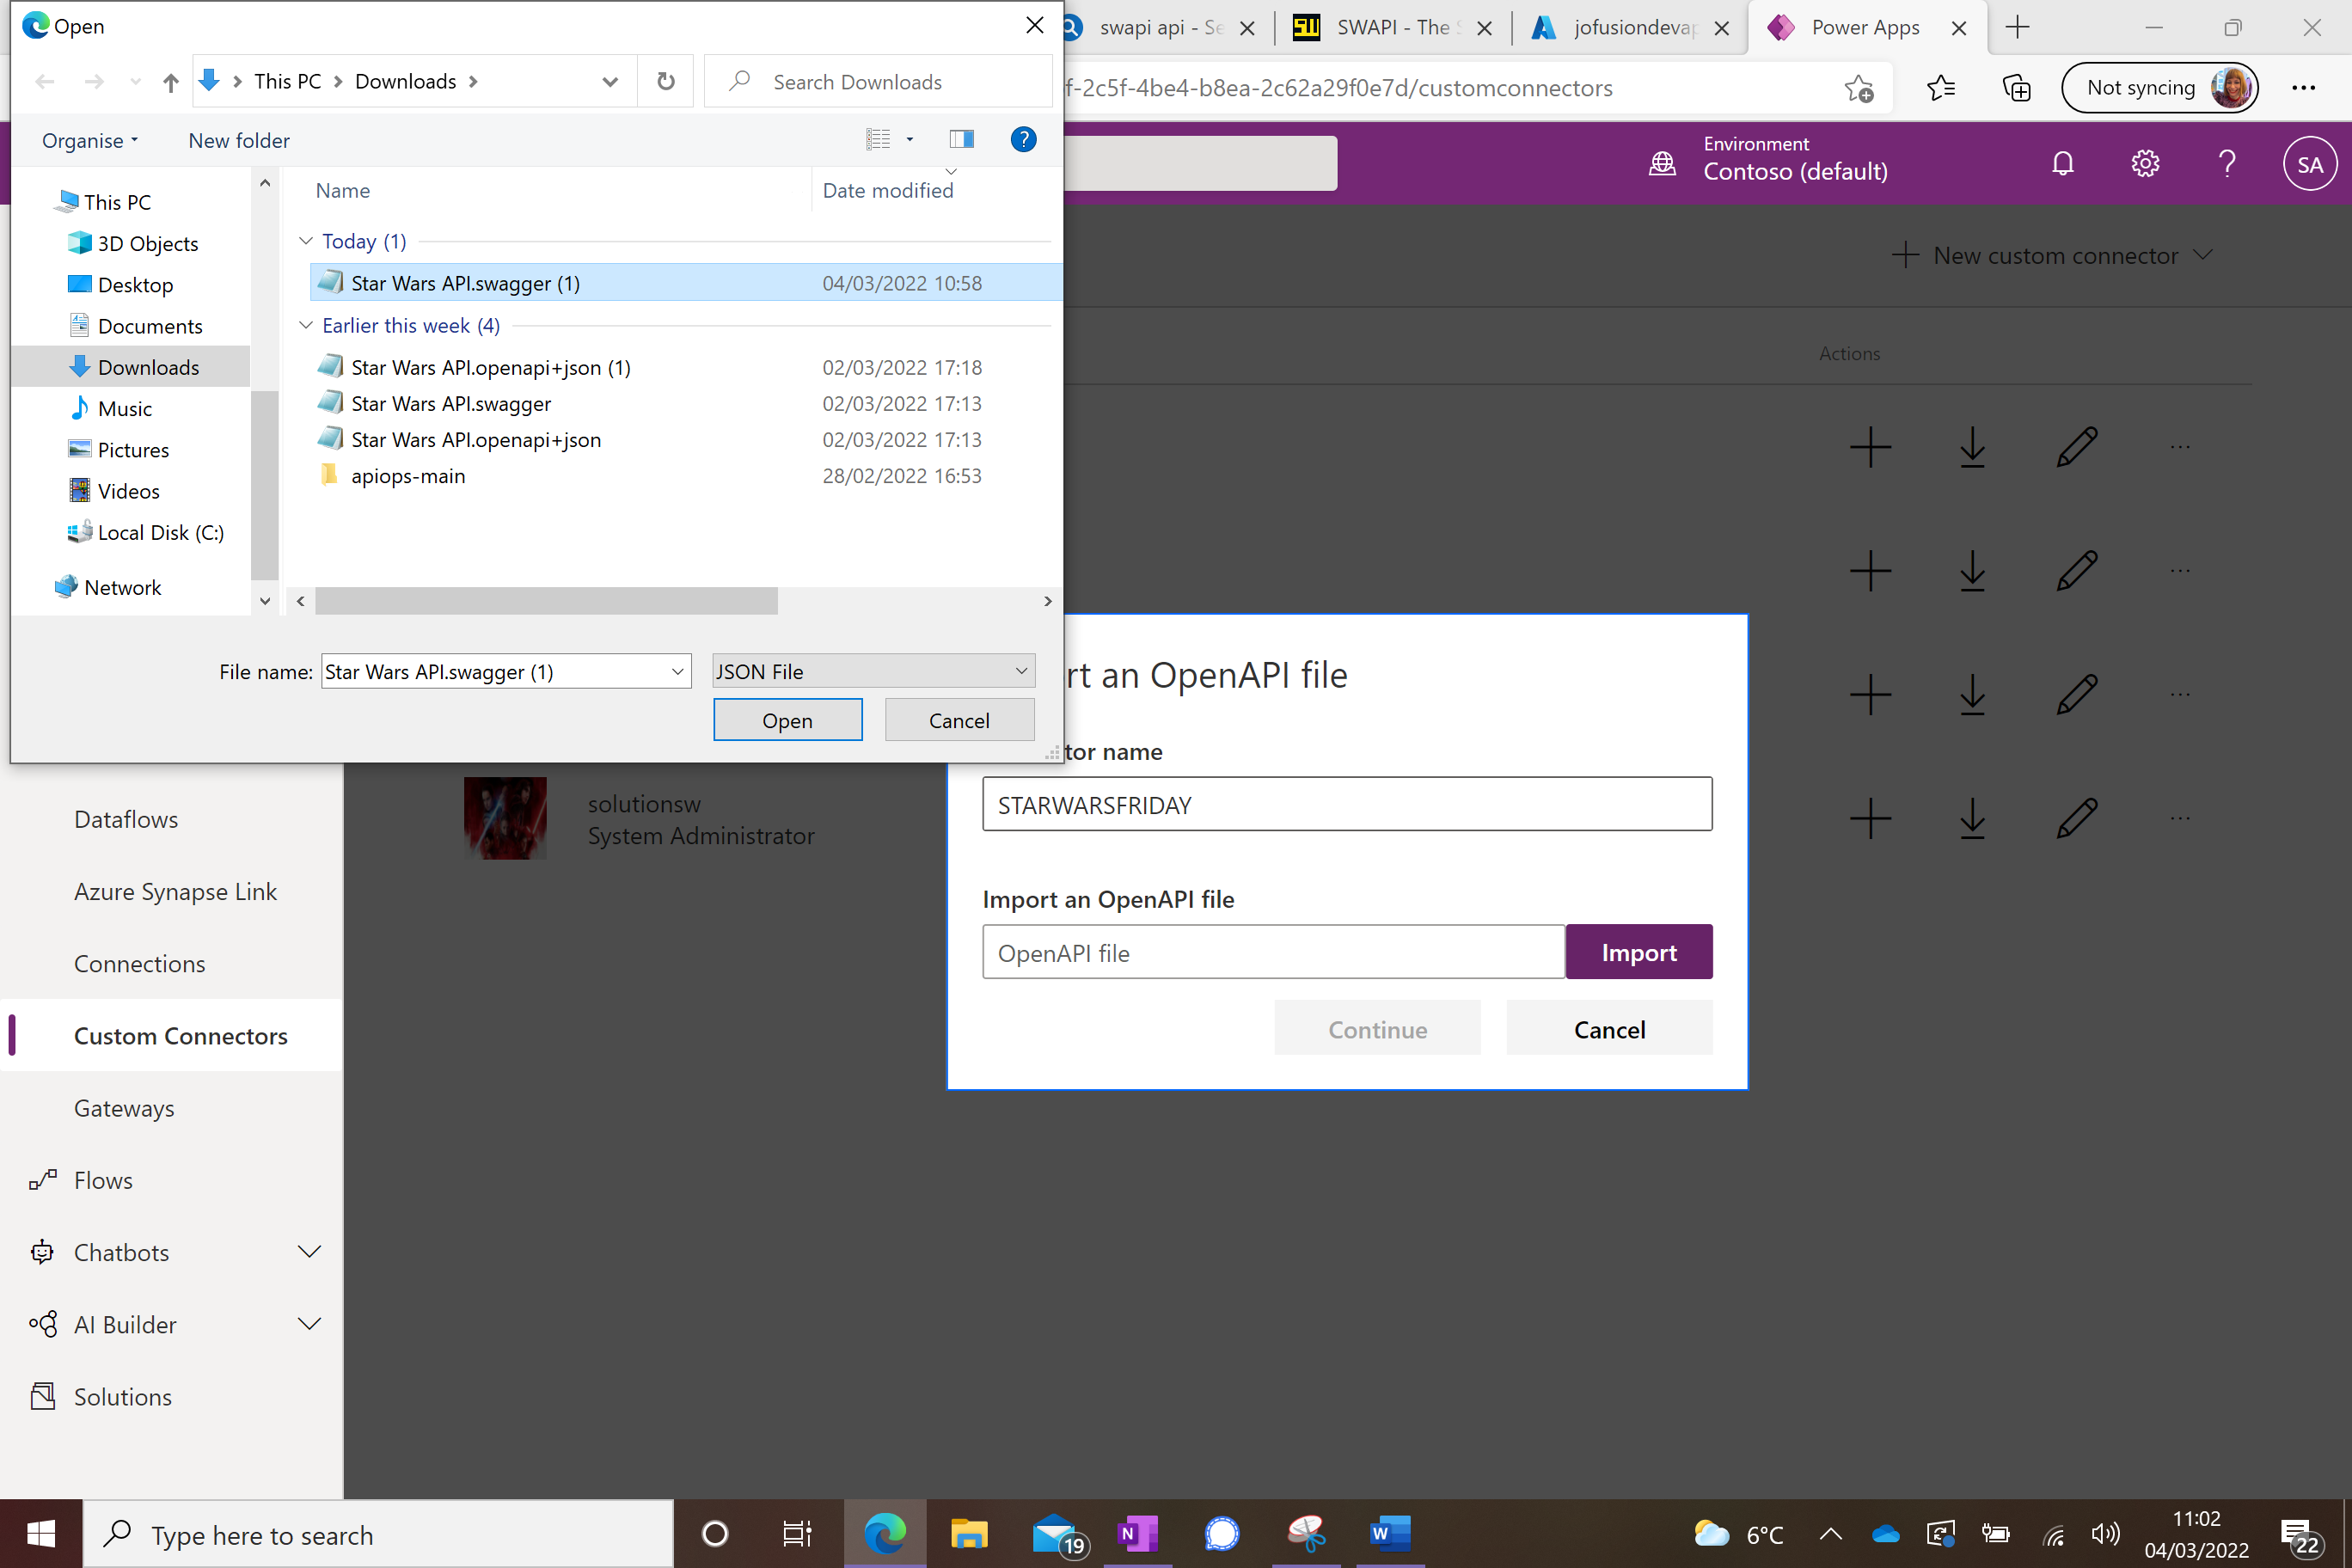 Open
swapi api - Se
SWAPI - The S
jofusiondevap
Power Apps
This PC
Downloads
Search Downloads
f-2c5f-4be4-b8ea-2c62a29f0e7d/customconnectors
Not syncing
Organise
New folder
?
Environment
Contoso (default)
SA
This PC
3D Objects
Desktop
Documents
Downloads
Music
Pictures
Videos
Local Disk (C:)
Network
Name
Date modified
Today (1)
Star Wars API.swagger (1)
04/03/2022 10:58
Earlier this week (4)
Star Wars API.openapi+json (1)
02/03/2022 17:18
Star Wars API.swagger
02/03/2022 17:13
Star Wars API.openapi+json
02/03/2022 17:13
apiops-main
28/02/2022 16:53
File name:
Star Wars API.swagger (1)
JSON File
Open
Cancel
New custom connector
Actions
rt an OpenAPI file
tor name
STARWARSFRIDAY
Import an OpenAPI file
OpenAPI file
Import
Continue
Cancel
solutionsw
System Administrator
Dataflows
Azure Synapse Link
Connections
Custom Connectors
Gateways
Flows
Chatbots
AI Builder
Solutions
Type here to search
19
N
W
6°C
11:02
04/03/2022
22